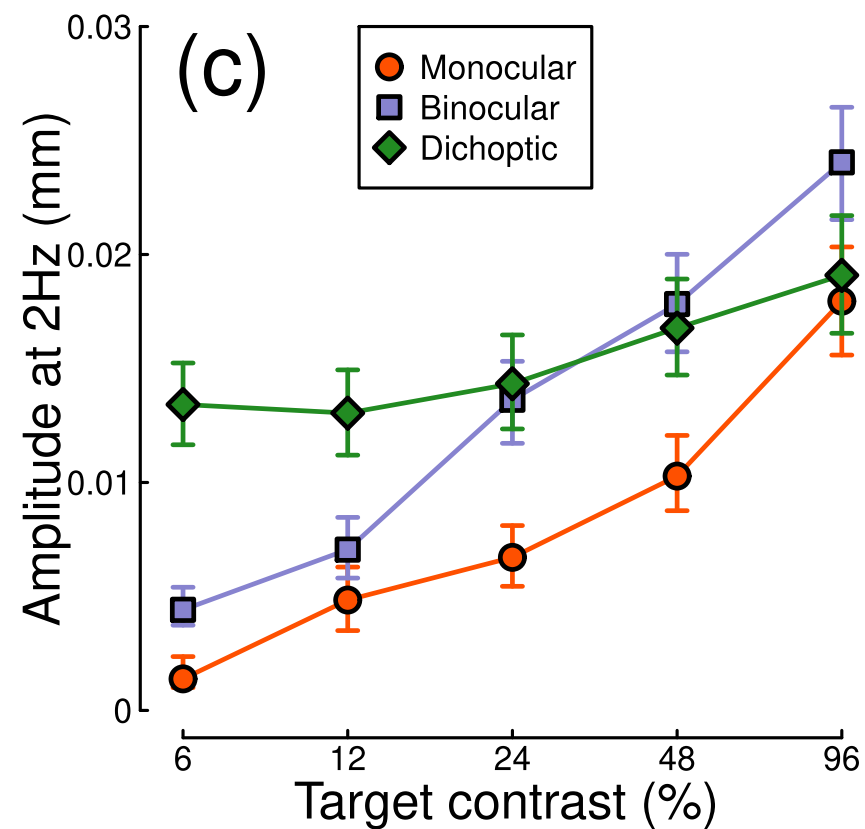 (c)
Monocular
Binocular
Dichoptic
Amplitude at 2Hz (mm)
0.03
0.02
0.01
0
6 12 24 48 96
Target contrast (%)